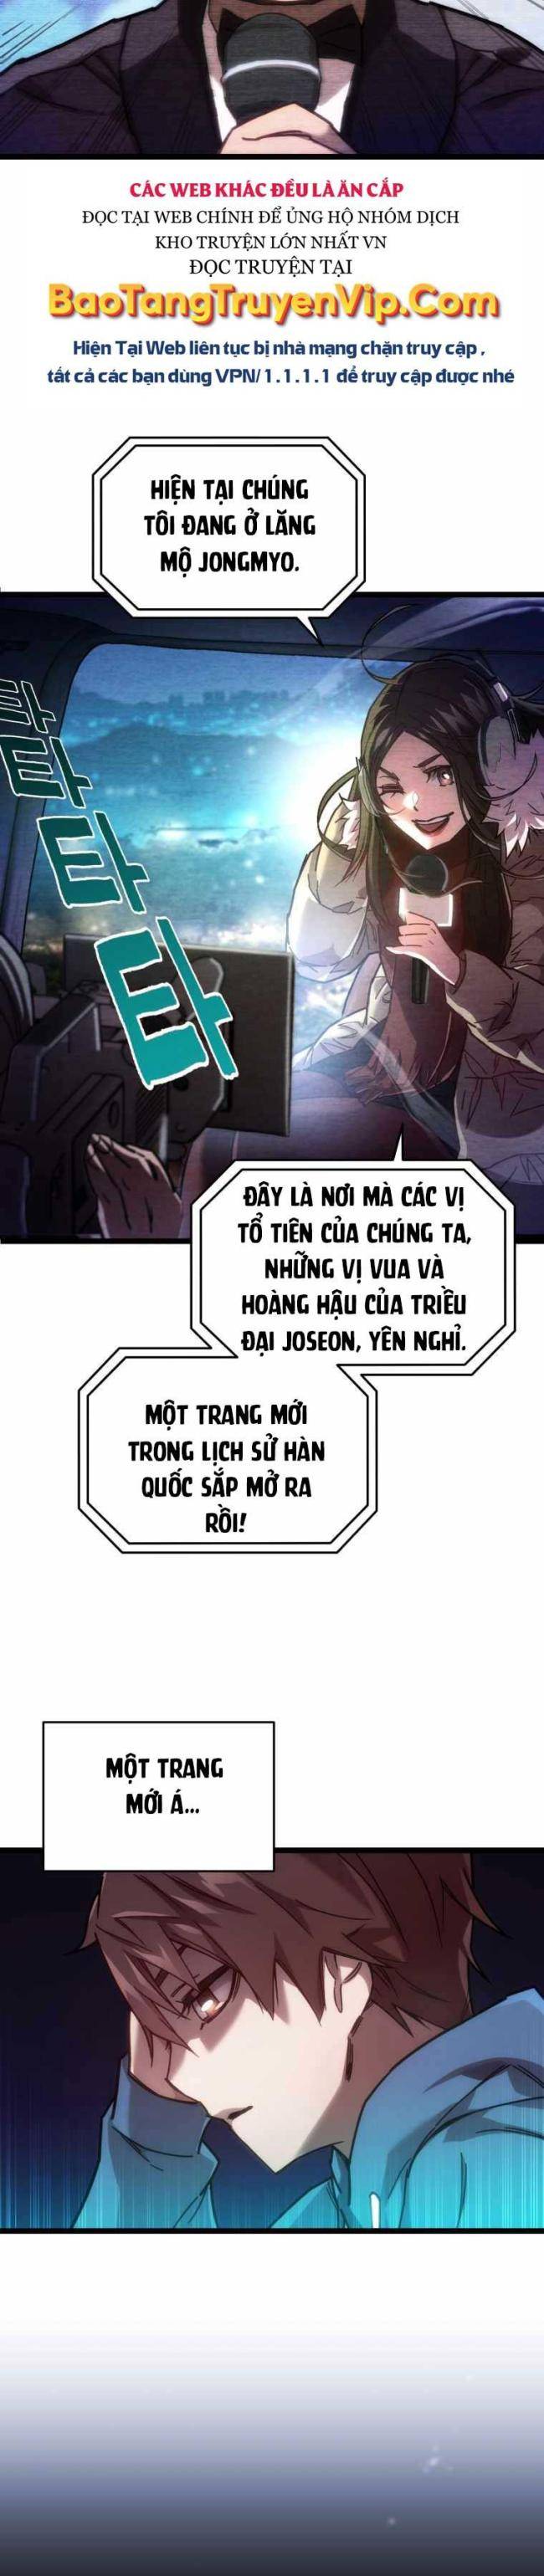 CÁC WEB KHÁC ĐỀU LÀ ĂN CẮP
ĐỌC TẠI WEB CHÍNH ĐỂ ỦNG HỘ NHÓM DỊCH
KHO TRUYỆN LỚN NHẤT VN
ĐỌC TRUYỆN TẠI
BaoTangTruyenVip.Com
Hiện Tại Web liên tục bị nhà mạng chặn truy cập,
tất cả các bạn dùng VPN/1.1.1.1 để truy cập được nhé
HIỆN TẠI CHÚNG
TÔI ĐANG Ở LĂNG
MỘ JONGMYO.
타
타
타
타
ĐÂY LÀ NƠI MÀ CÁC VỊ
TỔ TIÊN CỦA CHÚNG TA,
NHỮNG VỊ VUA VÀ
HOÀNG HẬU CỦA TRIỀU
ĐẠI JOSEON, YÊN NGHỈ.
MỘT TRANG MỚI
TRONG LỊCH SỬ HÀN
QUỐC SẮP MỞ RA
RỒI!
MỘT TRANG
MỚI Á...